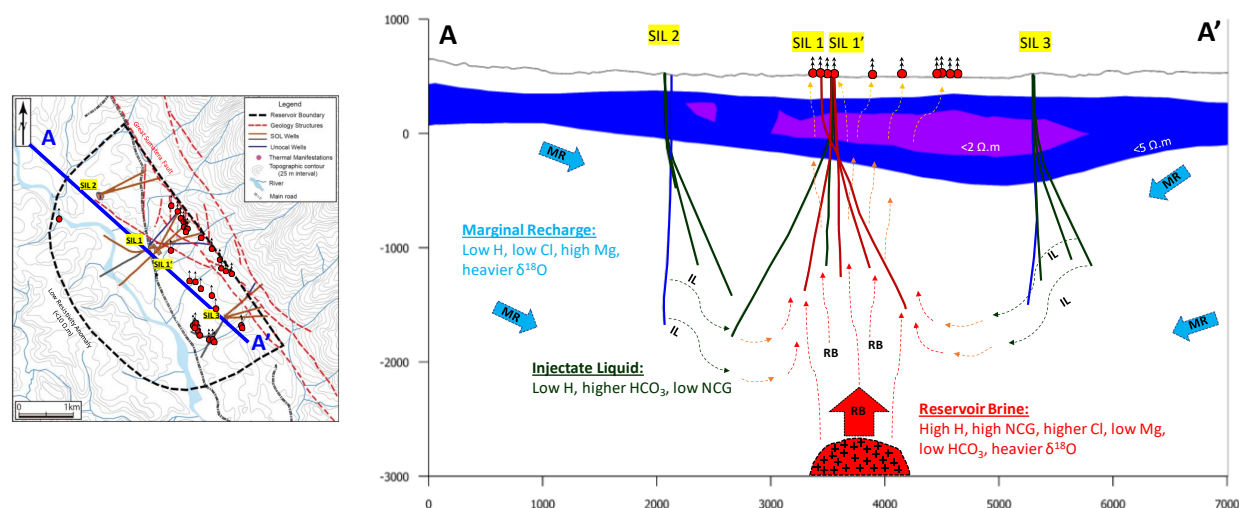 Legend
Reservoir Boundary
Geology Structures
SOL Wells
Unocal Wells
Thermal Manifestations
Topographic contour
(25 m interval)
River
Main road
N
A
Great Sumatera Fault
SIL 2
SIL 1
SIL 1'
SIL 3
Low Resistivity Anomaly
(<10 Ω.m)
A'
0 1km
1000
0
-1000
-2000
-3000
0 1000 2000 3000 4000 5000 6000 7000
A
A'
SIL 2
SIL 1
SIL 1'
SIL 3
<2 Ω.m
<5 Ω.m
MR
MR
MR
MR
Marginal Recharge:
Low H, low Cl, high Mg,
heavier δ18O
IL
IL
IL
IL
RB
RB
Injectate Liquid:
Low H, higher HCO3, low NCG
RB
Reservoir Brine:
High H, high NCG, higher Cl, low Mg,
low HCO3, heavier δ18O